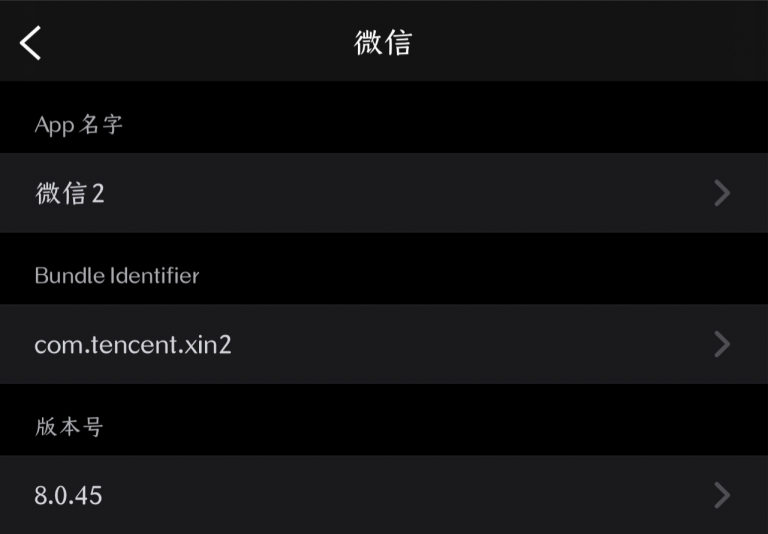 微信
App 名字
微信2
Bundle Identifier
com.tencent.xin2
版本号
8.0.45